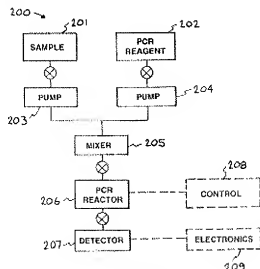 200
201
202
SAMPLE
PCR
REAGENT
PUMP
PUMP
203
204
MIXER
205
208
206
PCR
REACTOR
CONTROL
207
DETECTOR
ELECTRONICS
209